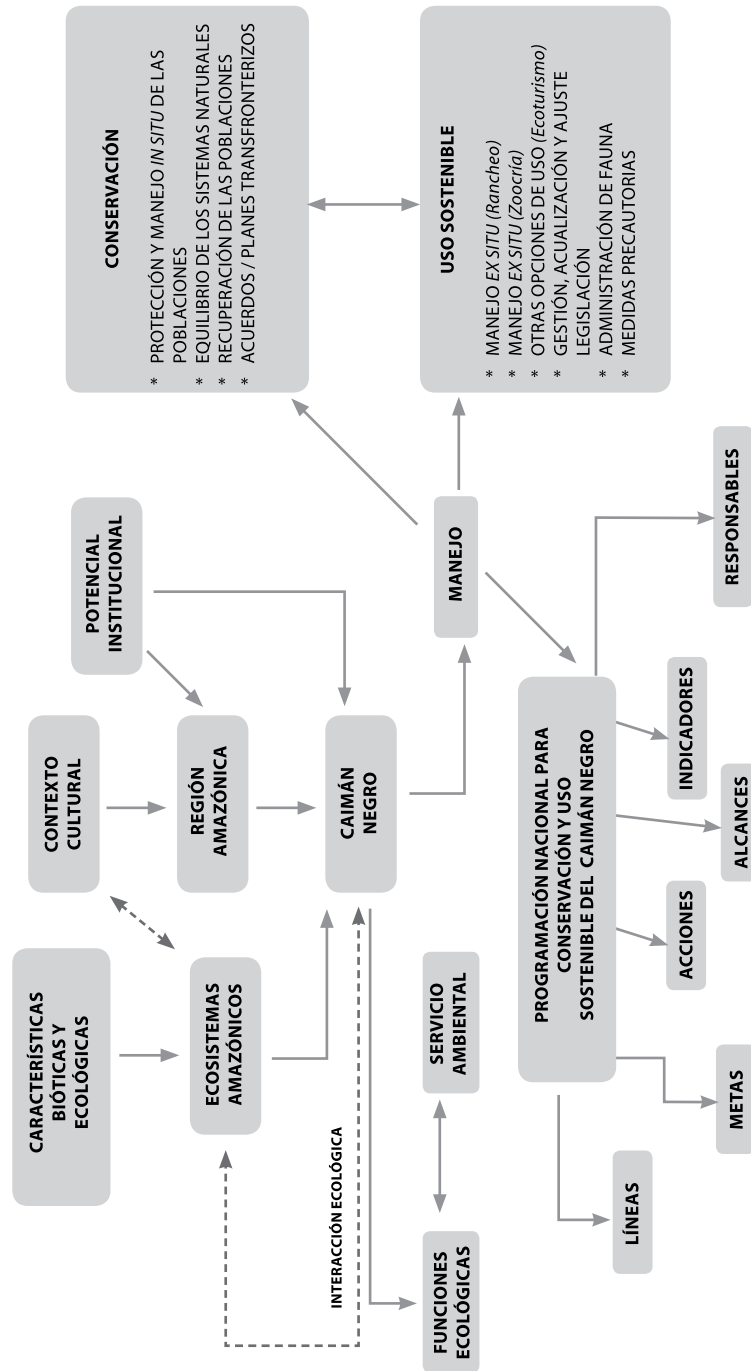 CARACTERÍSTICAS
BIÓTICAS Y
ECOLÓGICAS
CONTEXTO
CULTURAL
POTENCIAL
INSTITUCIONAL
ECOSISTEMAS
AMAZÓNICOS
REGIÓN
AMAZÓNICA
CAIMÁN
NEGRO
INTERACCIÓN ECOLÓGICA
FUNCIONES
ECOLÓGICAS
SERVICIO
AMBIENTAL
MANEJO
CONSERVACIÓN
* PROTECCIÓN Y MANEJO IN SITU DE LAS
POBLACIONES
* EQUILIBRIO DE LOS SISTEMAS NATURALES
* RECUPERACIÓN DE LAS POBLACIONES
* ACUERDOS / PLANES TRANSFRONTERIZOS
USO SOSTENIBLE
* MANEJO EX SITU (Rancheo)
* MANEJO EX SITU (Zoocría)
* OTRAS OPCIONES DE USO (Ecoturismo)
* GESTIÓN, ACUALIZACIÓN Y AJUSTE
LEGISLACIÓN
* ADMINISTRACIÓN DE FAUNA
* MEDIDAS PRECAUTORIAS
PROGRAMACIÓN NACIONAL PARA
CONSERVACIÓN Y USO
SOSTENIBLE DEL CAIMÁN NEGRO
LÍNEAS
METAS
ACCIONES
ALCANCES
INDICADORES
RESPONSABLES